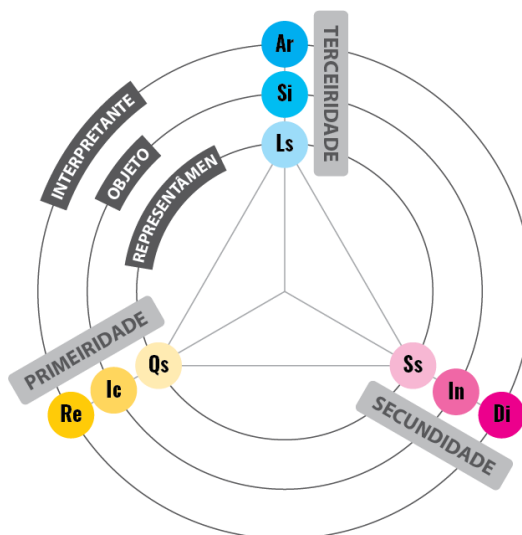 Ar
TERCEIRIDADE
Si
Ls
INTERPRETANTE
OBJETO
REPRESENTÂMEN
PRIMEIRIDADE
Qs
Ic
Re
Ss
In
Di
SECUNDIDADE